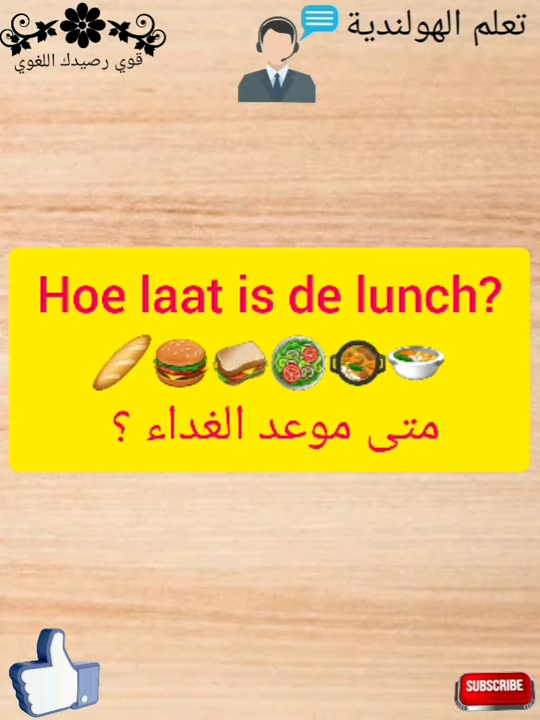 تعلم الهولندية
قوي رصيدك اللغوي
Hoe laat is de lunch?
متى موعد الغداء ؟
SUBSCRIBE